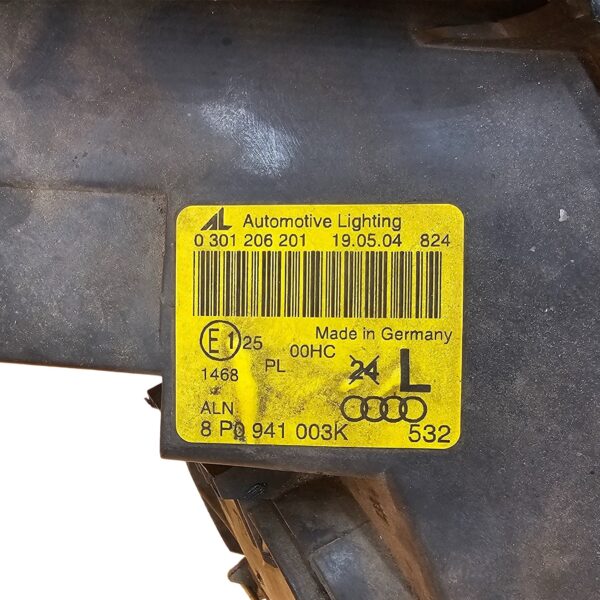 AL Automotive Lighting
0 301 206 201 19.05.04 824
Made in Germany
E1 25 00HC
1468 PL 24 L
ALN
8 P0 941 003K 532